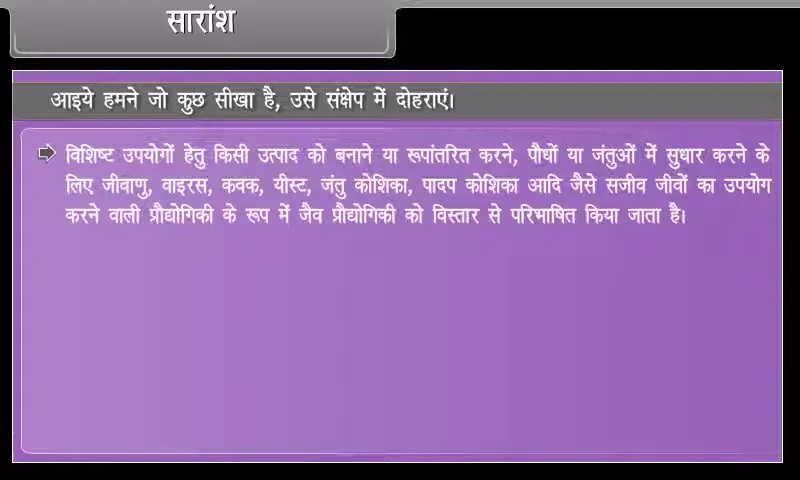 सारांश
आइये हमने जो कुछ सीखा है, उसे संक्षेप में दोहराएं।
विशिष्ट उपयोगों हेतु किसी उत्पाद को बनाने या रूपांतरित करने, पौधों या जंतुओं में सुधार करने के
लिए जीवाणु, वाइरस, कवक, यीस्ट, जंतु कोशिका, पादप कोशिका आदि जैसे सजीव जीवों का उपयोग
करने वाली प्रौद्योगिकी के रूप में जैव प्रौद्योगिकी को विस्तार से परिभाषित किया जाता है।